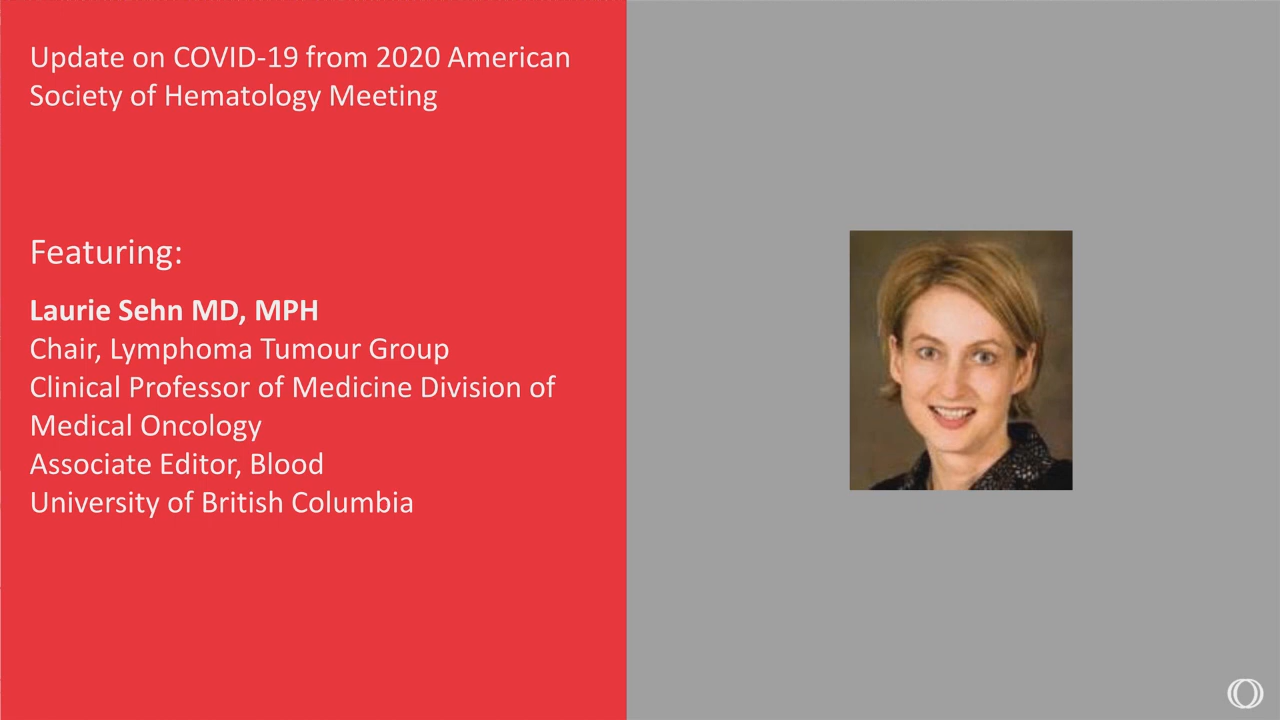 Update on COVID-19 from 2020 American
Society of Hematology Meeting
Featuring:
Laurie Sehn MD, MPH
Chair, Lymphoma Tumour Group
Clinical Professor of Medicine Division of
Medical Oncology
Associate Editor, Blood
University of British Columbia